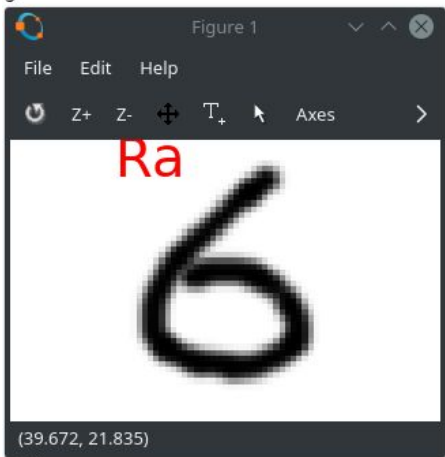 Figure 1
File Edit Help
Z+ Z- T+ Axes
Ra
6
(39.672, 21.835)